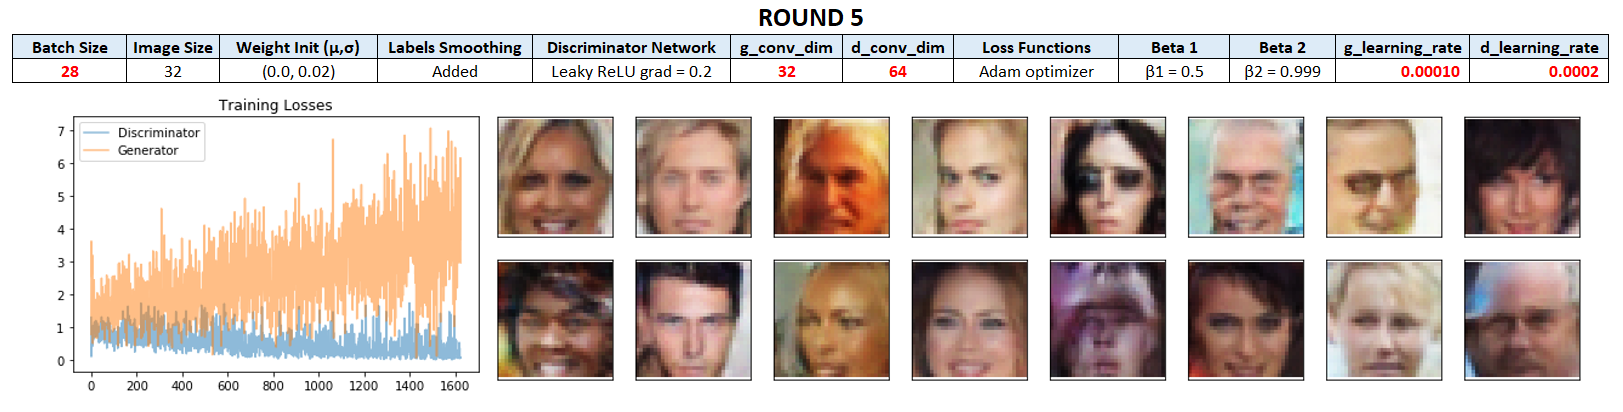 ROUND 5
Batch Size Image Size Weight Init (μ,σ) Labels Smoothing Discriminator Network g_conv_dim d_conv_dim Loss Functions Beta 1 Beta 2 g_learning_rate d_learning_rate
28 32 (0.0, 0.02) Added Leaky ReLU grad = 0.2 32 64 Adam optimizer β1 = 0.5 β2 = 0.999 0.00010 0.0002
Training Losses
Discriminator
Generator
7
6
5
4
3
2
1
0
0 200 400 600 800 1000 1200 1400 1600